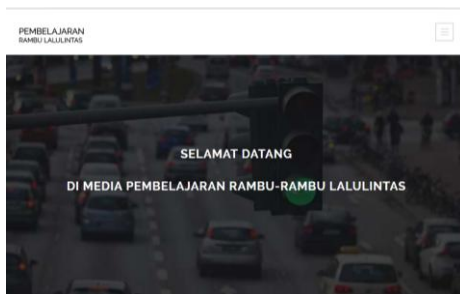 PEMBELAJARAN
RAMBU LALULINTAS
SELAMAT DATANG
DI MEDIA PEMBELAJARAN RAMBU-RAMBU LALULINTAS